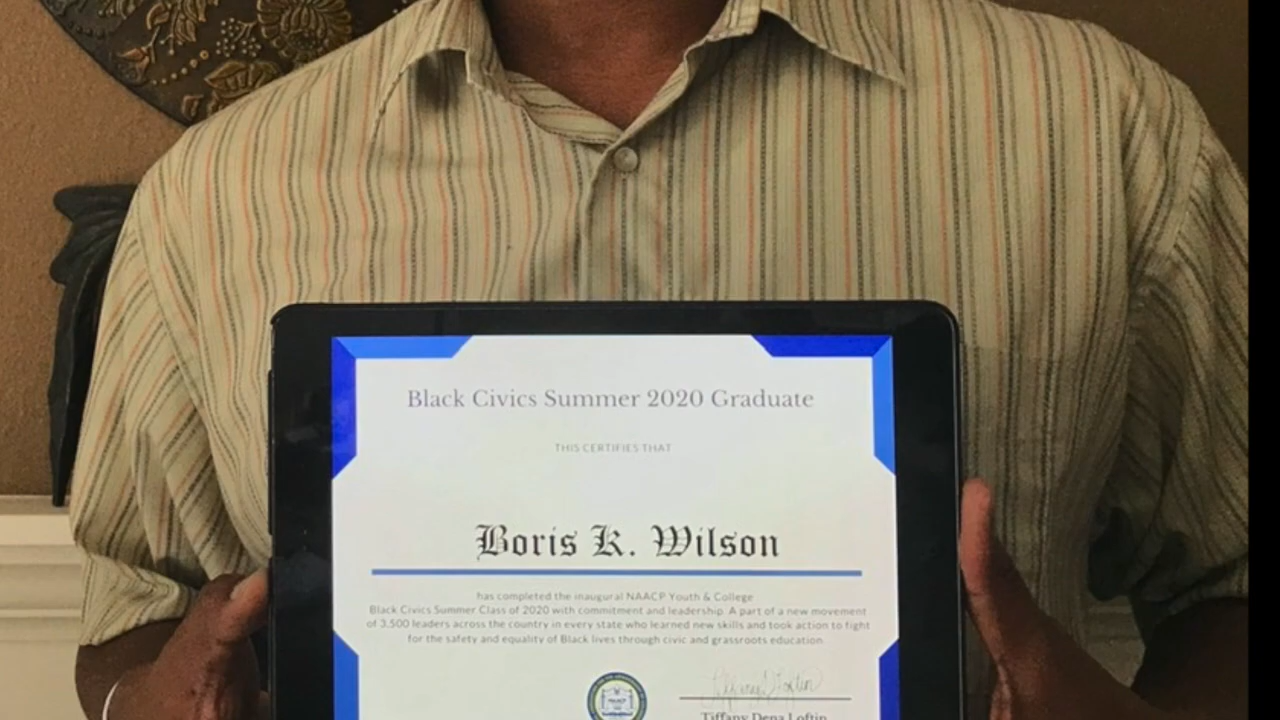 Black Civics Summer 2020 Graduate
THIS CERTIFIES THAT
Boris K. Wilson
has completed the inaugural NAACP Youth & College
Black Civics Summer Class of 2020 with commitment and leadership. A part of a new movement
of 3,500 leaders across the country in every state who learned new skills and took action to fight
for the safety and equality of Black lives through civic and grassroots education.
NAACP
Tiffany D Loftin
Tiffany Dena Loftin